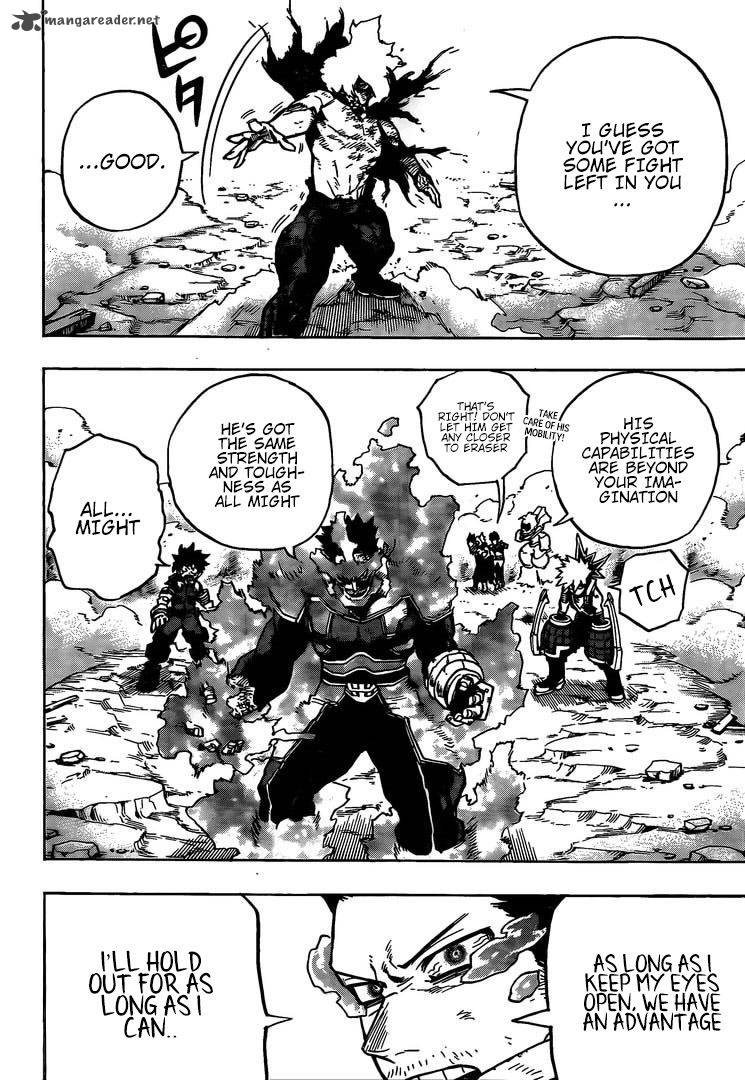 mangareader.net
I GUESS
YOU'VE GOT
SOME FIGHT
LEFT IN YOU
...
ピタ
...GOOD.
HIS
PHYSICAL
CAPABILITIES
ARE BEYOND
YOUR IMA-
GINATION
TAKE
CARE OF HIS
MOBILITY!
THAT'S
RIGHT! DON'T
LET HIM GET
ANY CLOSER
TO ERASER
TCH
HE'S GOT
THE SAME
STRENGTH
AND TOUGH-
NESS AS
ALL MIGHT
ALL...
MIGHT
AS LONG AS I
KEEP MY EYES
OPEN, WE HAVE
AN ADVANTAGE
I'LL HOLD
OUT FOR AS
LONG AS I
CAN..